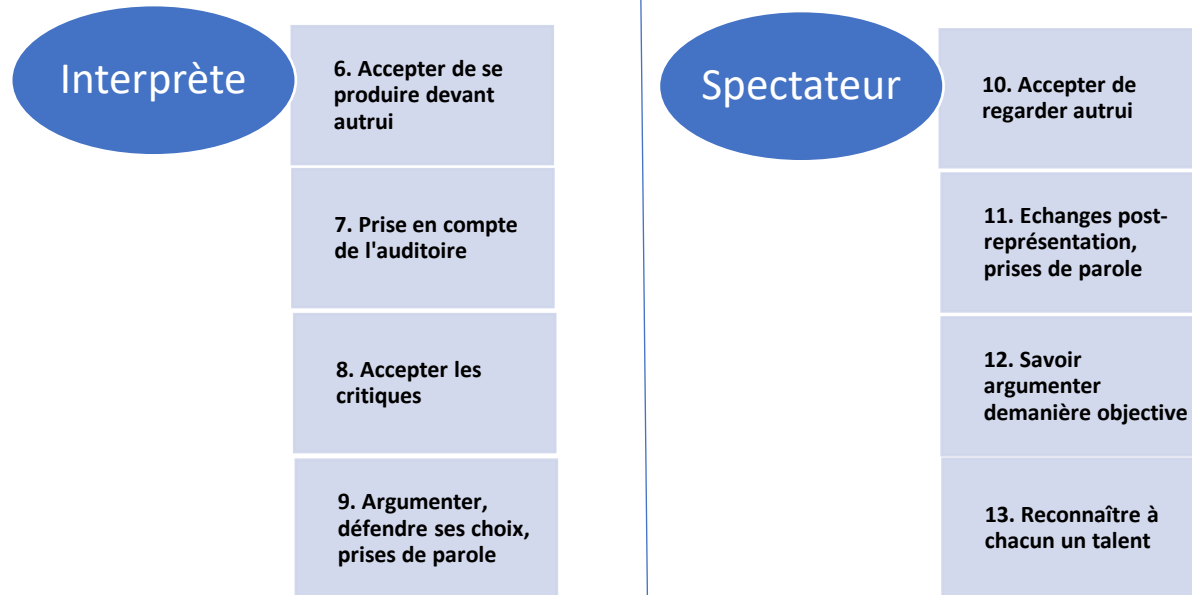 Interprète
6. Accepter de se
produire devant
autrui
7. Prise en compte
de l'auditoire
8. Accepter les
critiques
9. Argumenter,
défendre ses choix,
prises de parole
Spectateur
10. Accepter de
regarder autrui
11. Echanges post-
représentation,
prises de parole
12. Savoir
argumenter
demanière objective
13. Reconnaître à
chacun un talent